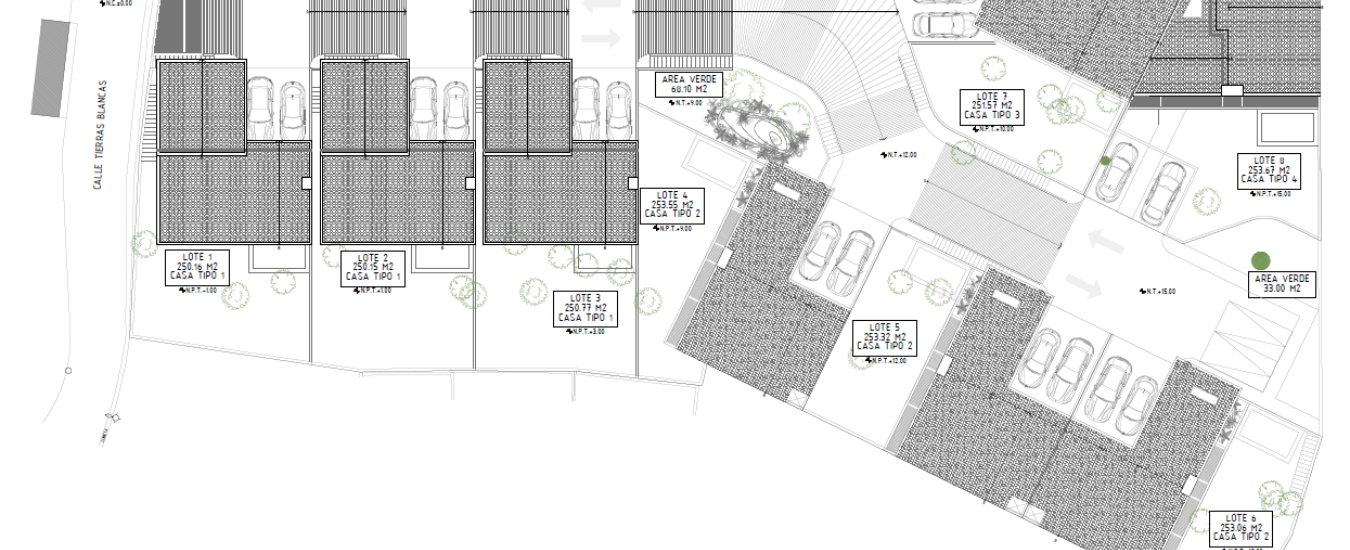 N.C.±0.00
CALLE TIERRAS BLANCAS
AREA VERDE
68.10 M2
N.T.+9.00
LOTE 7
251.57 M2
CASA TIPO 3
N.P.T.+10.00
N.T.+12.00
LOTE 8
253.67 M2
CASA TIPO 4
N.P.T.+15.00
LOTE 4
253.55 M2
CASA TIPO 2
N.P.T.+9.00
LOTE 1
250.16 M2
CASA TIPO 1
N.P.T.-1.00
LOTE 2
250.15 M2
CASA TIPO 1
N.P.T.+1.00
LOTE 3
250.77 M2
CASA TIPO 1
N.P.T.+3.00
AREA VERDE
33.00 M2
N.T.+15.00
LOTE 5
253.32 M2
CASA TIPO 2
N.P.T.+12.00
LOTE 6
253.06 M2
CASA TIPO 2